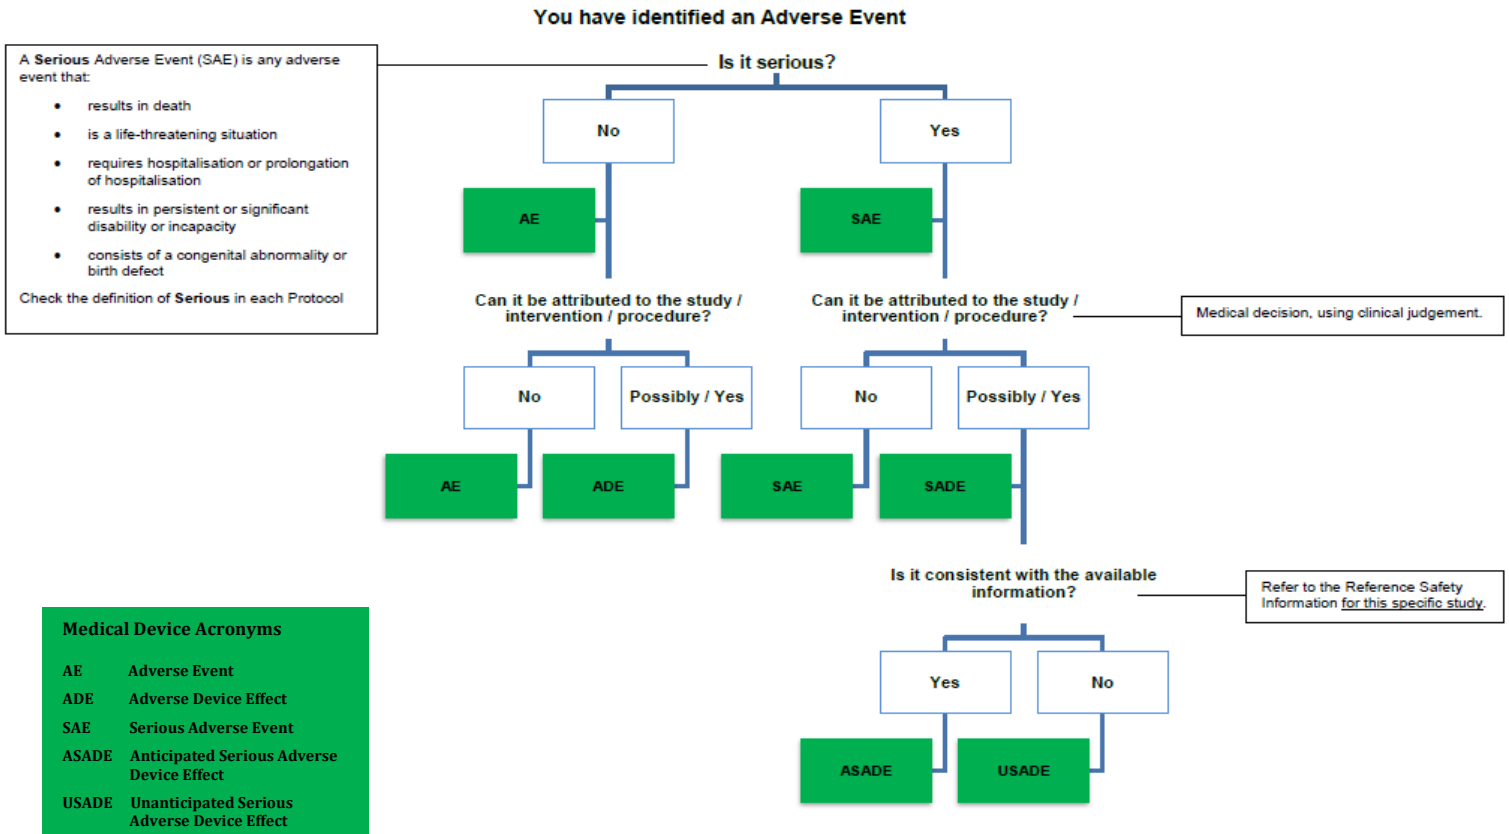 You have identified an Adverse Event
A Serious Adverse Event (SAE) is any adverse
event that:
• results in death
• is a life-threatening situation
• requires hospitalisation or prolongation
of hospitalisation
• results in persistent or significant
disability or incapacity
• consists of a congenital abnormality or
birth defect
Check the definition of Serious in each Protocol
Is it serious?
No
Yes
AE
SAE
Can it be attributed to the study /
intervention / procedure?
Can it be attributed to the study /
intervention / procedure?
Medical decision, using clinical judgement.
No
Possibly / Yes
No
Possibly / Yes
AE
ADE
SAE
SADE
Is it consistent with the available
information?
Refer to the Reference Safety
Information for this specific study.
Yes
No
ASADE
USADE
Medical Device Acronyms
AE Adverse Event
ADE Adverse Device Effect
SAE Serious Adverse Event
ASADE Anticipated Serious Adverse
Device Effect
USADE Unanticipated Serious
Adverse Device Effect